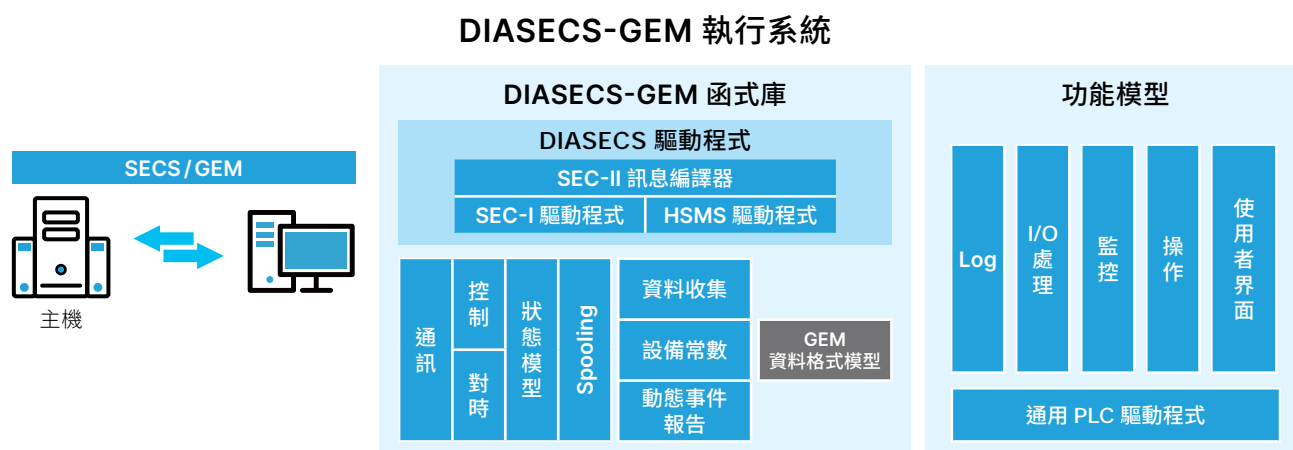 DIASECS-GEM 執行系統
SECS/GEM
主機
DIASECS-GEM 函式庫
DIASECS 驅動程式
SEC-II 訊息編譯器
SEC-I 驅動程式
HSMS 驅動程式
通訊
控制
對時
狀態模型
Spooling
資料收集
設備常數
動態事件
報告
GEM
資料格式模型
功能模型
Log
I/O
處理
監控
操作
使用者界面
通用 PLC 驅動程式